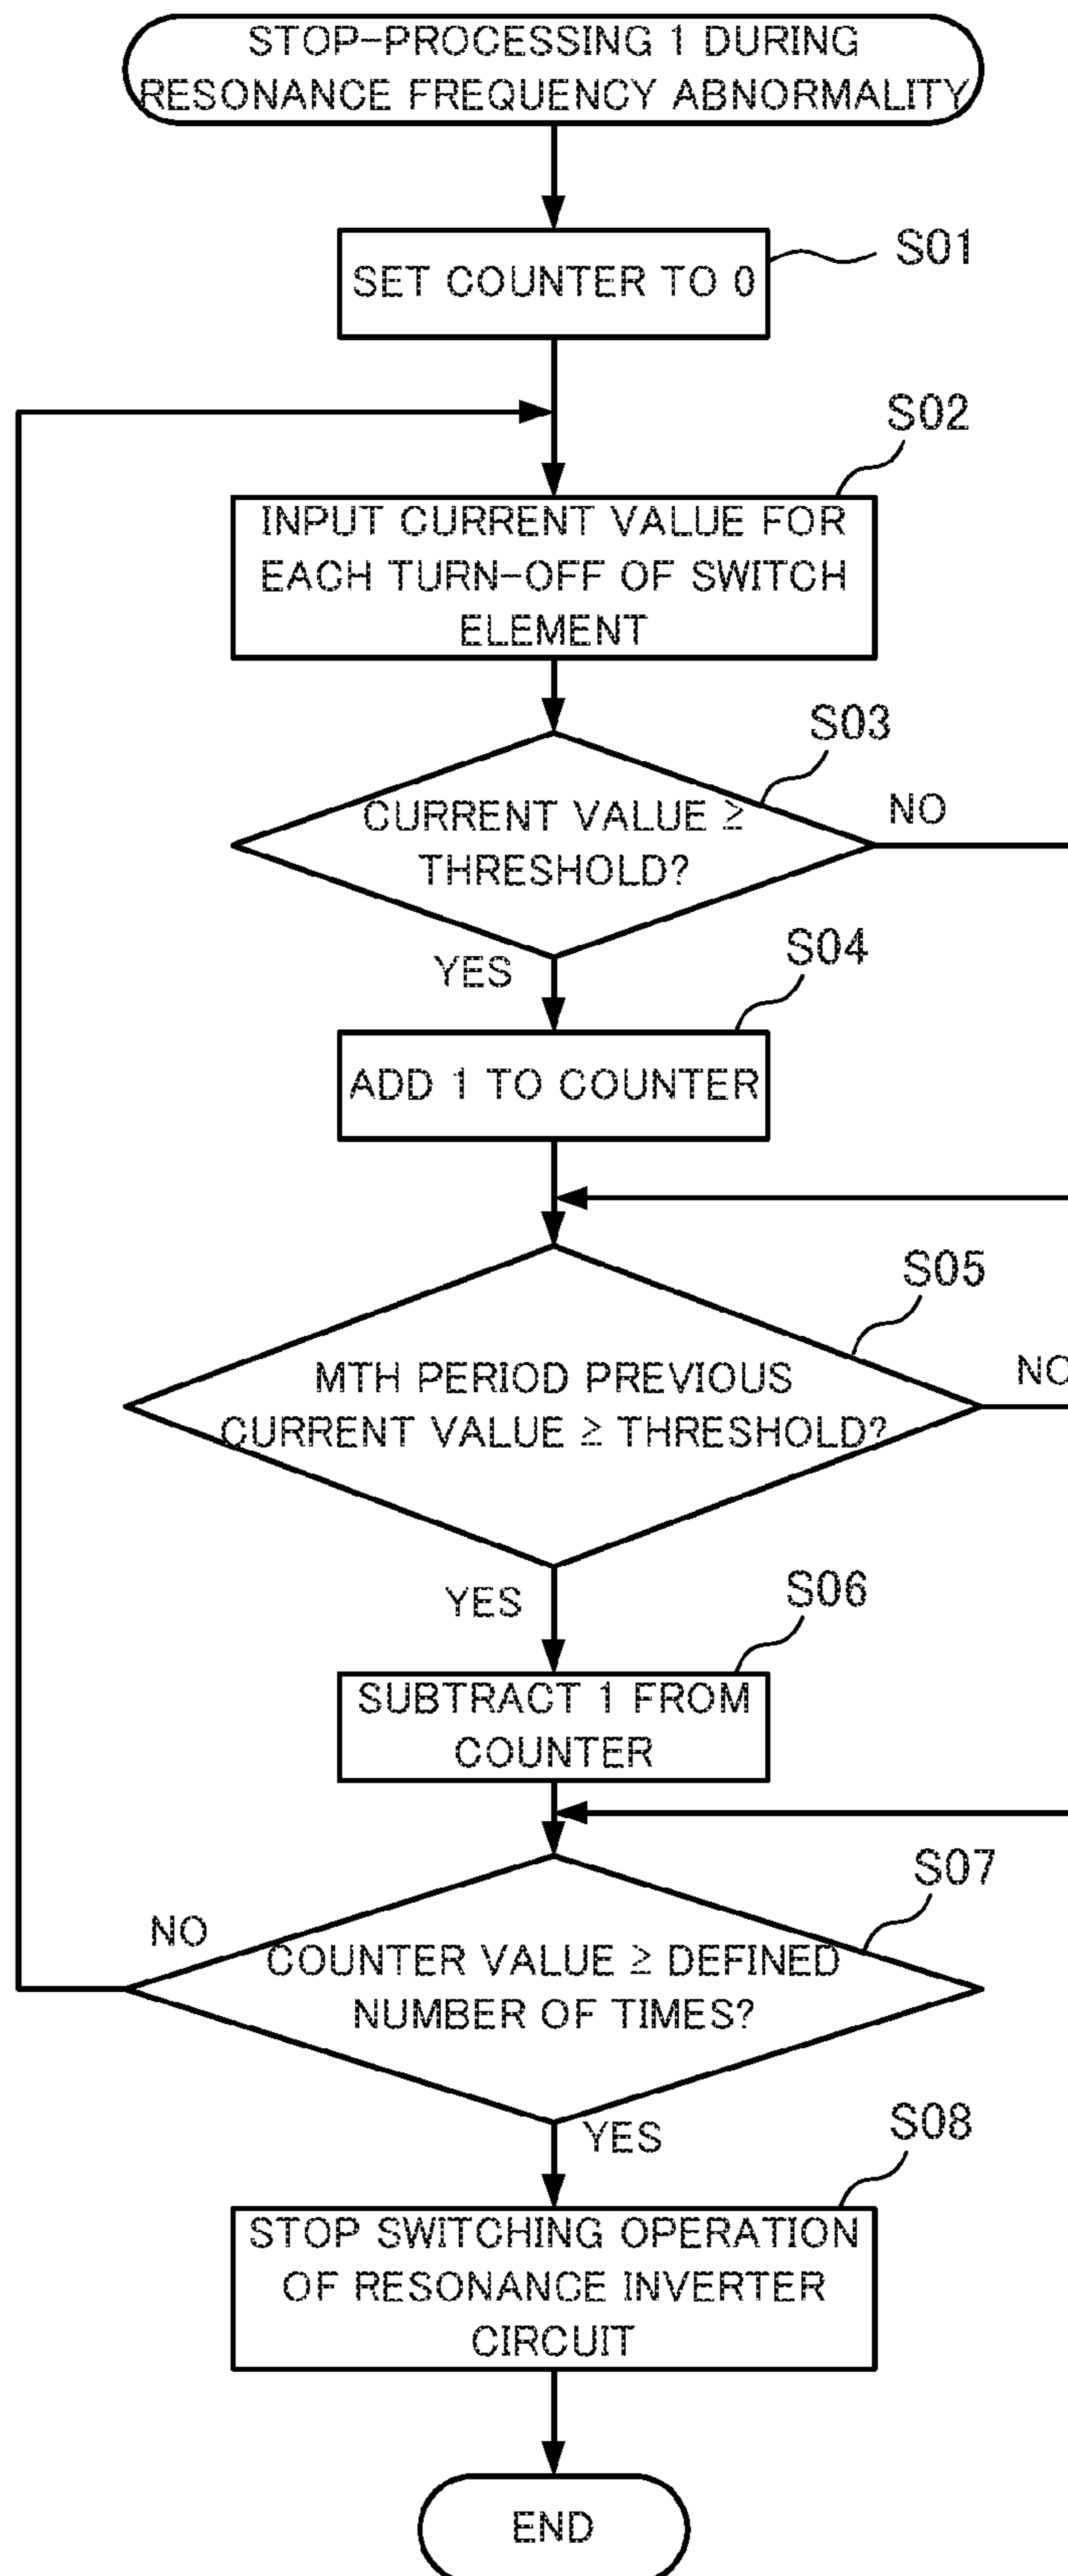 STOP-PROCESSING 1 DURING
RESONANCE FREQUENCY ABNORMALITY
SET COUNTER TO 0
S01
S02
INPUT CURRENT VALUE FOR
EACH TURN-OFF OF SWITCH
ELEMENT
S03
CURRENT VALUE ≧
THRESHOLD?
NO
YES
S04
ADD 1 TO COUNTER
S05
MTH PERIOD PREVIOUS
CURRENT VALUE ≥ THRESHOLD?
NO
YES
S06
SUBTRACT 1 FROM
COUNTER
S07
NO
COUNTER VALUE ≥ DEFINED
NUMBER OF TIMES?
YES
S08
STOP SWITCHING OPERATION
OF RESONANCE INVERTER
CIRCUIT
END